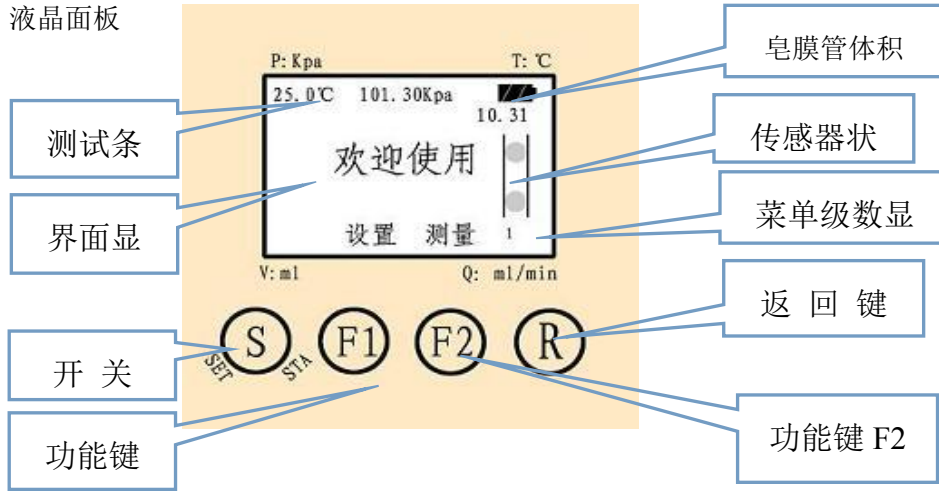 液晶面板
P: Kpa
T: ℃
皂膜管体积
25.0℃ 101.30Kpa
10.31
测试条
传感器状
欢迎使用
界面显
菜单级数显
设置 测量 1
V: ml
Q: ml/min
返 回 键
S F1 F2 R
SET STA
开 关
功能键
功能键 F2